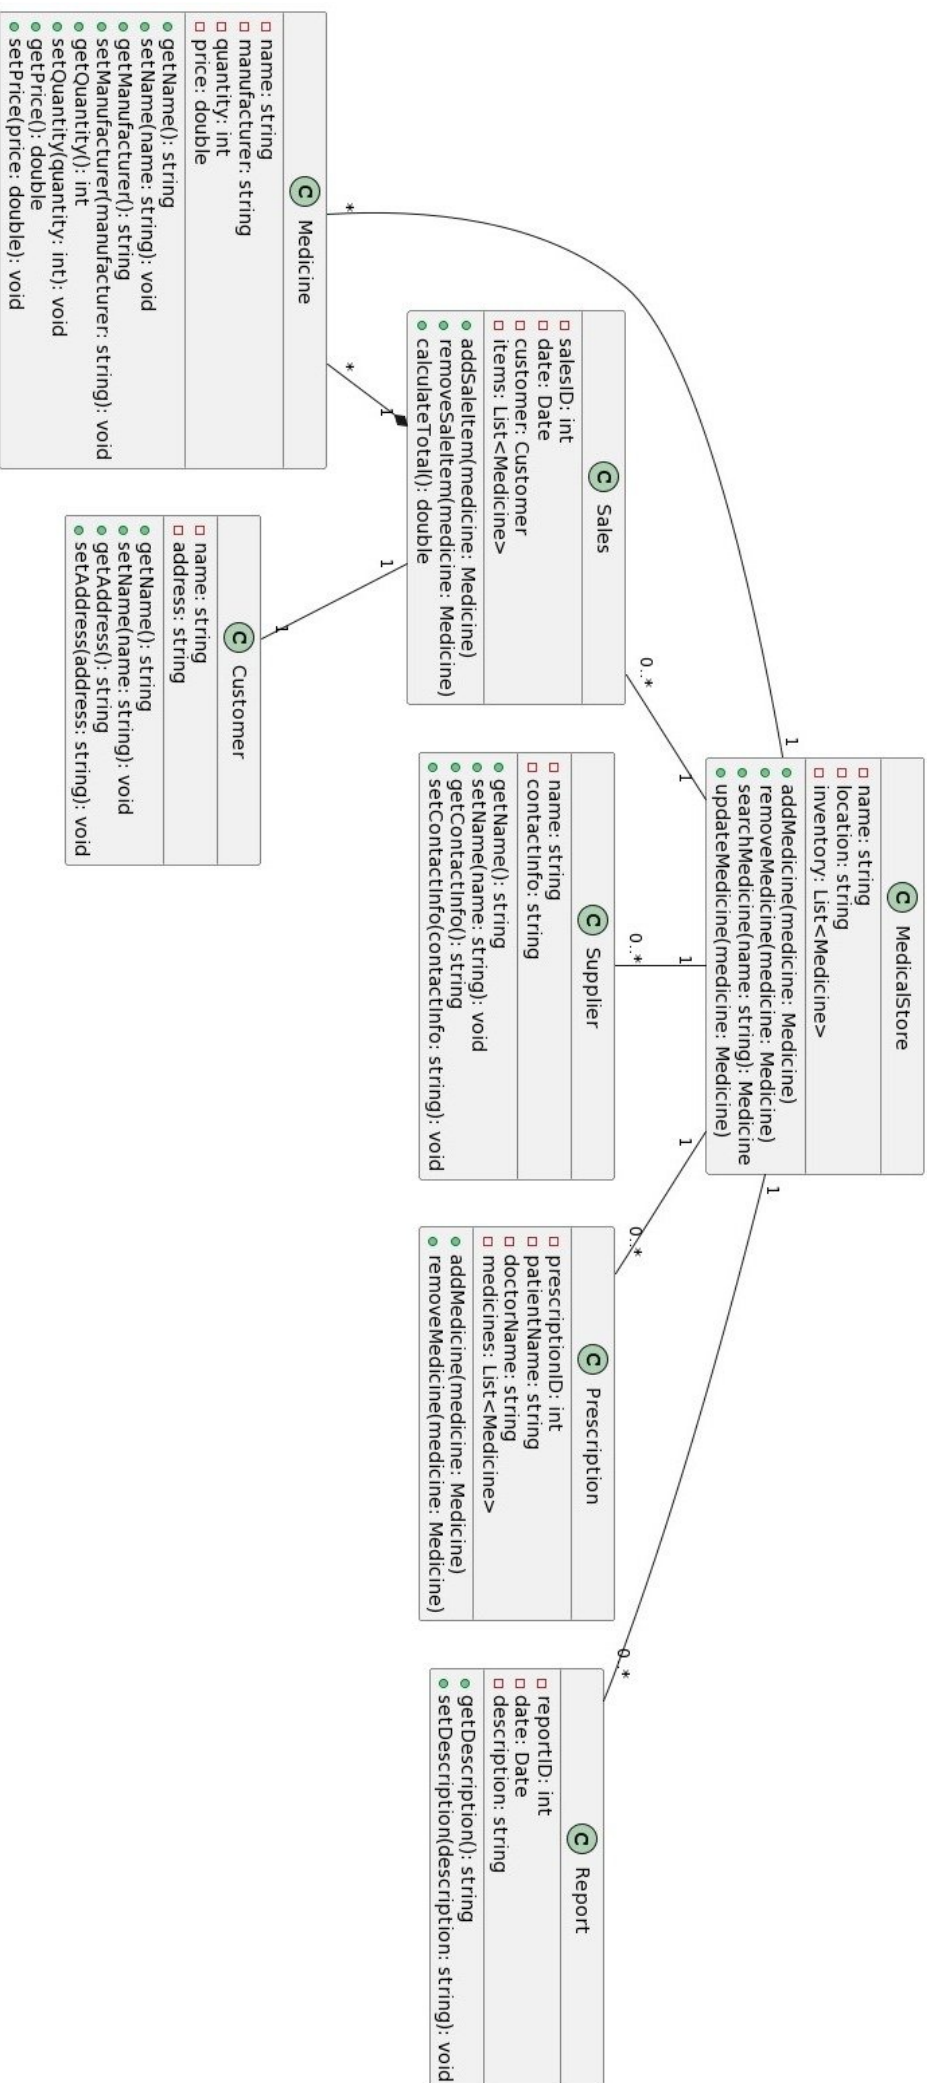 C MedicalStore
name: string
location: string
inventory: List<Medicine>
addMedicine(medicine: Medicine)
removeMedicine(medicine: Medicine)
searchMedicine(name: string): Medicine
updateMedicine(medicine: Medicine)
1
1
1
1
1
0..*
0..*
0..*
0..*
C Sales
salesID: int
date: Date
customer: Customer
items: List<Medicine>
addSaleItem(medicine: Medicine)
removeSaleItem(medicine: Medicine)
calculateTotal(): double
C Supplier
name: string
contactInfo: string
getName(): string
setName(name: string): void
getContactInfo(): string
setContactInfo(contactInfo: string): void
C Prescription
prescriptionID: int
patientName: string
doctorName: string
medicines: List<Medicine>
addMedicine(medicine: Medicine)
removeMedicine(medicine: Medicine)
C Report
reportID: int
date: Date
description: string
getDescription(): string
setDescription(description: string): void
1
1
*
*
1
C Medicine
name: string
manufacturer: string
quantity: int
price: double
getName(): string
setName(name: string): void
getManufacturer(): string
setManufacturer(manufacturer: string): void
getQuantity(): int
setQuantity(quantity: int): void
getPrice(): double
setPrice(price: double): void
C Customer
name: string
address: string
getName(): string
setName(name: string): void
getAddress(): string
setAddress(address: string): void